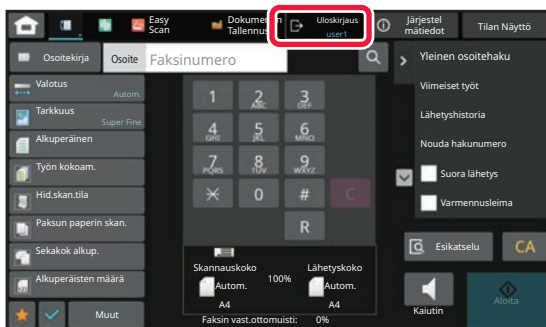 Easy Scan
Dokumentin Tallennus
Uloskirjaus
user1
Järjestel mätiedot
Tilan Näyttö
Osoitekirja
Osoite
Faksinumero
Yleinen osoitehaku
Valotus
Autom.
Tarkkuus
Super Fine
Alkuperäinen
Työn kokoam.
Hid.skan.tila
Paksun paperin skan.
Sekakok alkup.
Alkuperäisten määrä
Muut
1
2 ABC
3 DEF
4 GHI
5 JKL
6 MNO
7 PQRS
8 TUV
9 WXYZ
0
#
C
R
Skannauskoko
100%
Lähetyskoko
Autom.
Autom.
A4
A4
Faksin vast.ottomuisti: 0%
Viimeiset työt
Lähetyshistoria
Nouda hakunumero
Suora lähetys
Varmennusleima
Esikatselu
CA
Kaiutin
Aloita